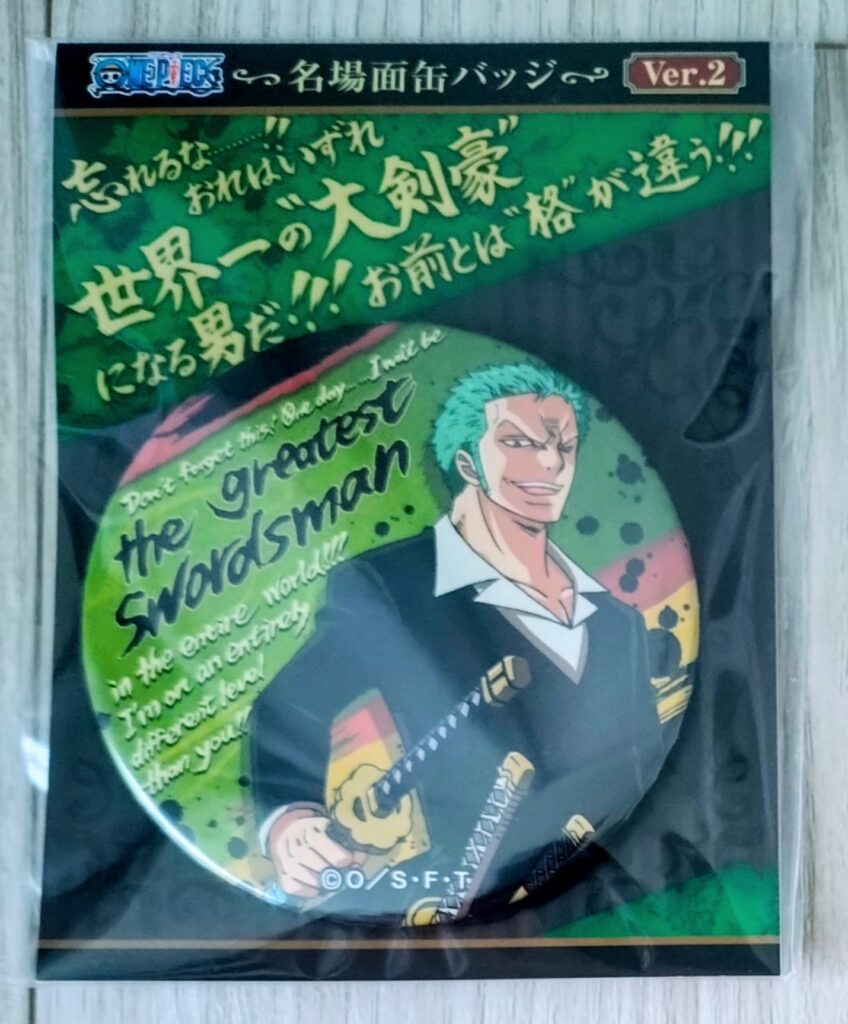 ONE PIECE 名場面缶バッジ Ver.2
忘れるな……!!
おれはいずれ
世界一の"大剣豪"
になる男だ!!! お前とは"格"が違う!!!
Don't forget this! One day.... I will be
the greatest
swordsman
in the entire world!!!
I'm on an entirely
different level
than you!!
©O/S・F・T